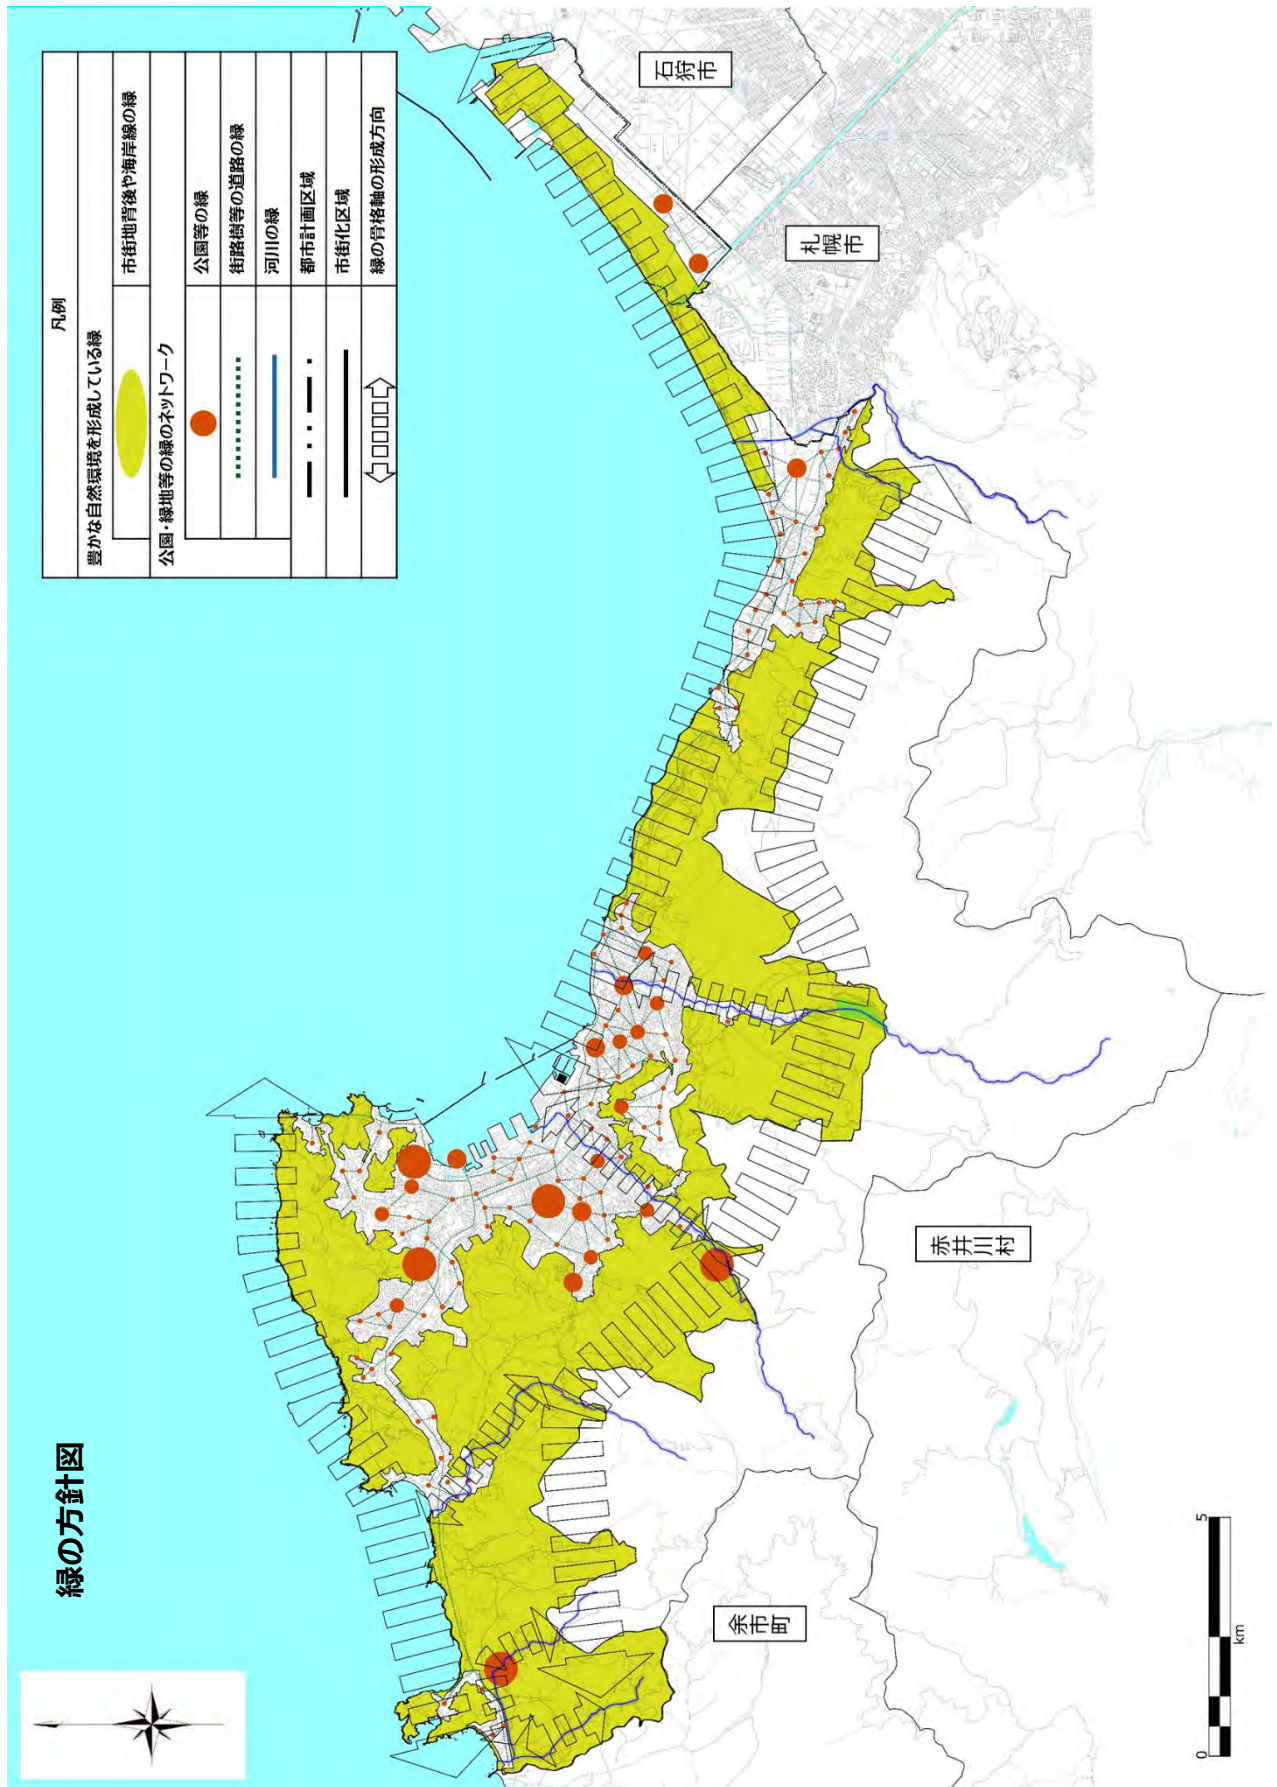 緑の方針図
凡例
豊かな自然環境を形成している緑
市街地背後や海岸線の緑
公園・緑地等の緑のネットワーク
公園等の緑
街路樹等の道路の緑
河川の緑
都市計画区域
市街化区域
緑の骨格軸の形成方向
石狩市
札幌市
赤井川村
余市町
0 5
km